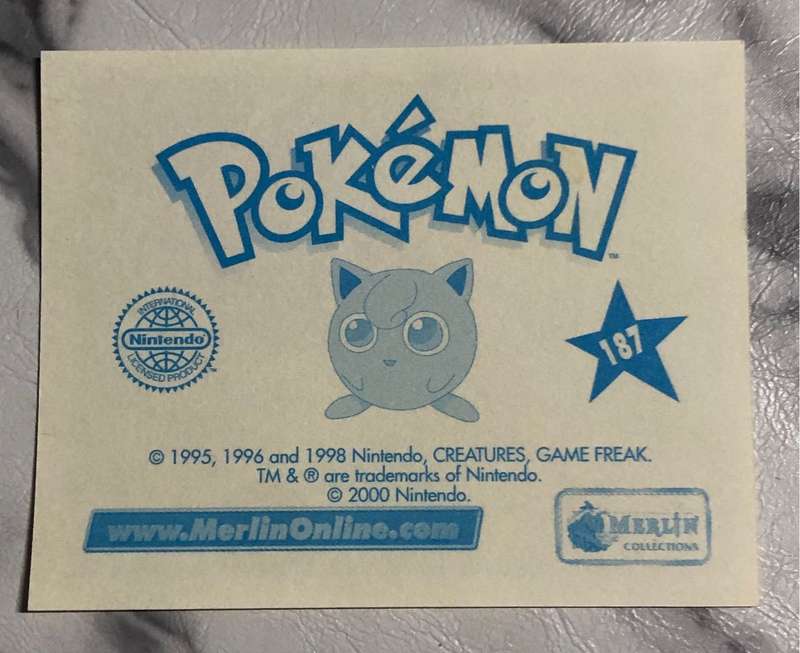 POKéMON™
INTERNATIONAL
Nintendo®
LICENSED PRODUCT
187
© 1995, 1996 and 1998 Nintendo, CREATURES, GAME FREAK.
TM & ® are trademarks of Nintendo.
© 2000 Nintendo.
www.MerlinOnline.com
MERLIN
COLLECTIONS